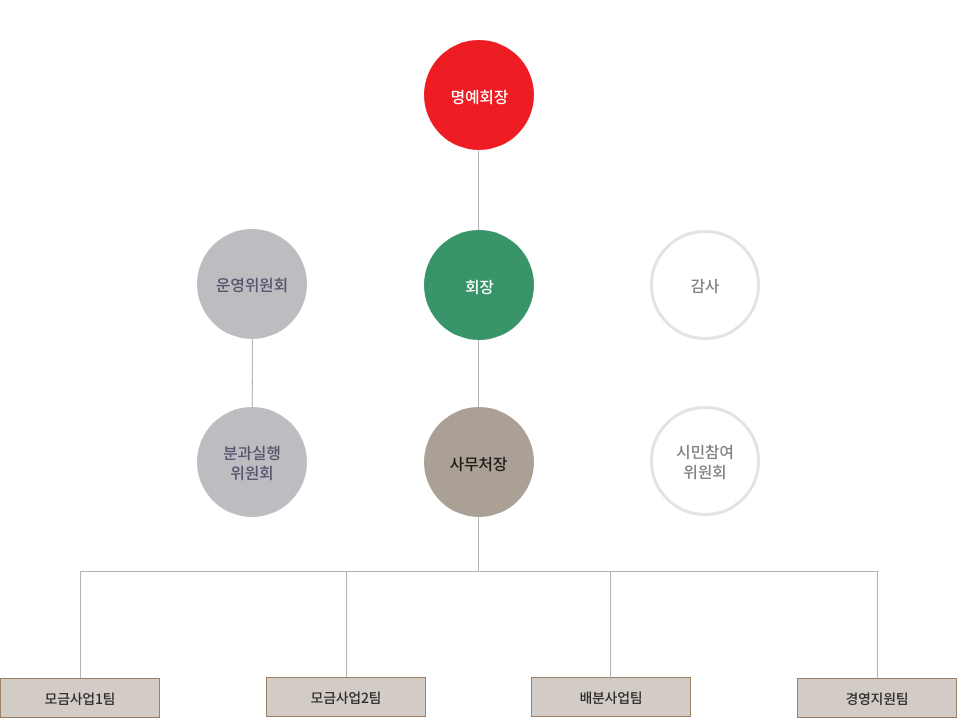 명예회장
운영위원회
회장
감사
분과실행
위원회
사무처장
시민참여
위원회
모금사업1팀
모금사업2팀
배분사업팀
경영지원팀